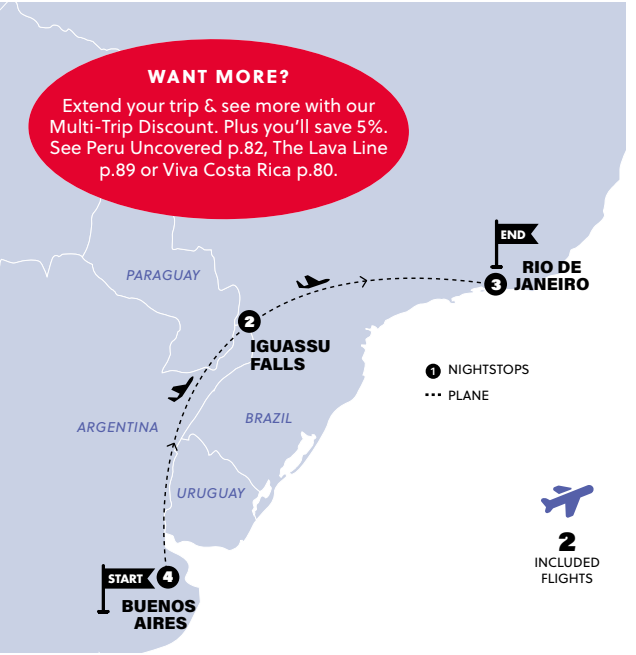 WANT MORE?
Extend your trip & see more with our
Multi-Trip Discount. Plus you'll save 5%.
See Peru Uncovered p.82, The Lava Line
p.89 or Viva Costa Rica p.80.
END
PARAGUAY
3
RIO DE
JANEIRO
2
IGUASSU
FALLS
1 NIGHTSTOPS
PLANE
ARGENTINA
BRAZIL
URUGUAY
2
INCLUDED
FLIGHTS
START
4
BUENOS
AIRES